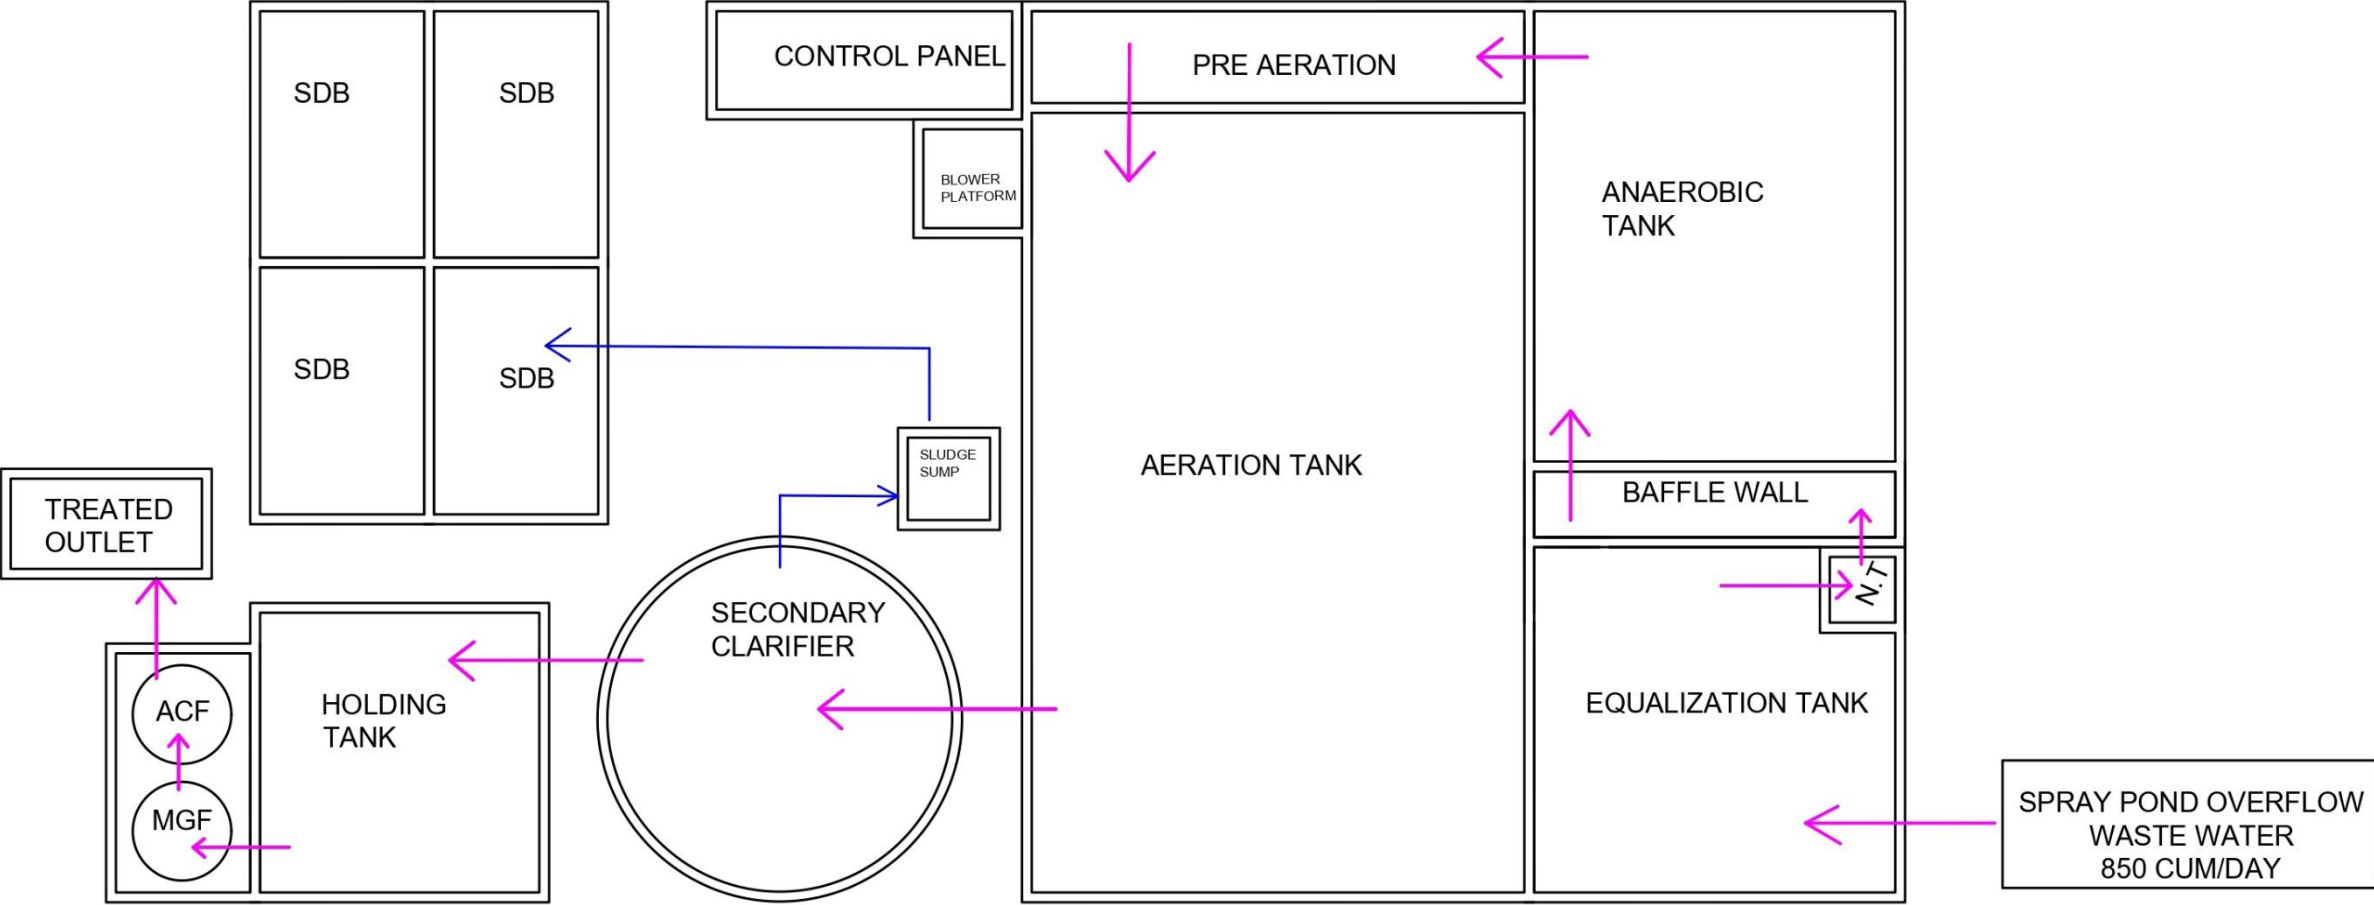 SDB
SDB
CONTROL PANEL
PRE AERATION
BLOWER
PLATFORM
ANAEROBIC
TANK
SDB
SDB
SLUDGE
SUMP
AERATION TANK
BAFFLE WALL
TREATED
OUTLET
N.T
SECONDARY
CLARIFIER
HOLDING
TANK
EQUALIZATION TANK
ACF
MGF
SPRAY POND OVERFLOW
WASTE WATER
850 CUM/DAY